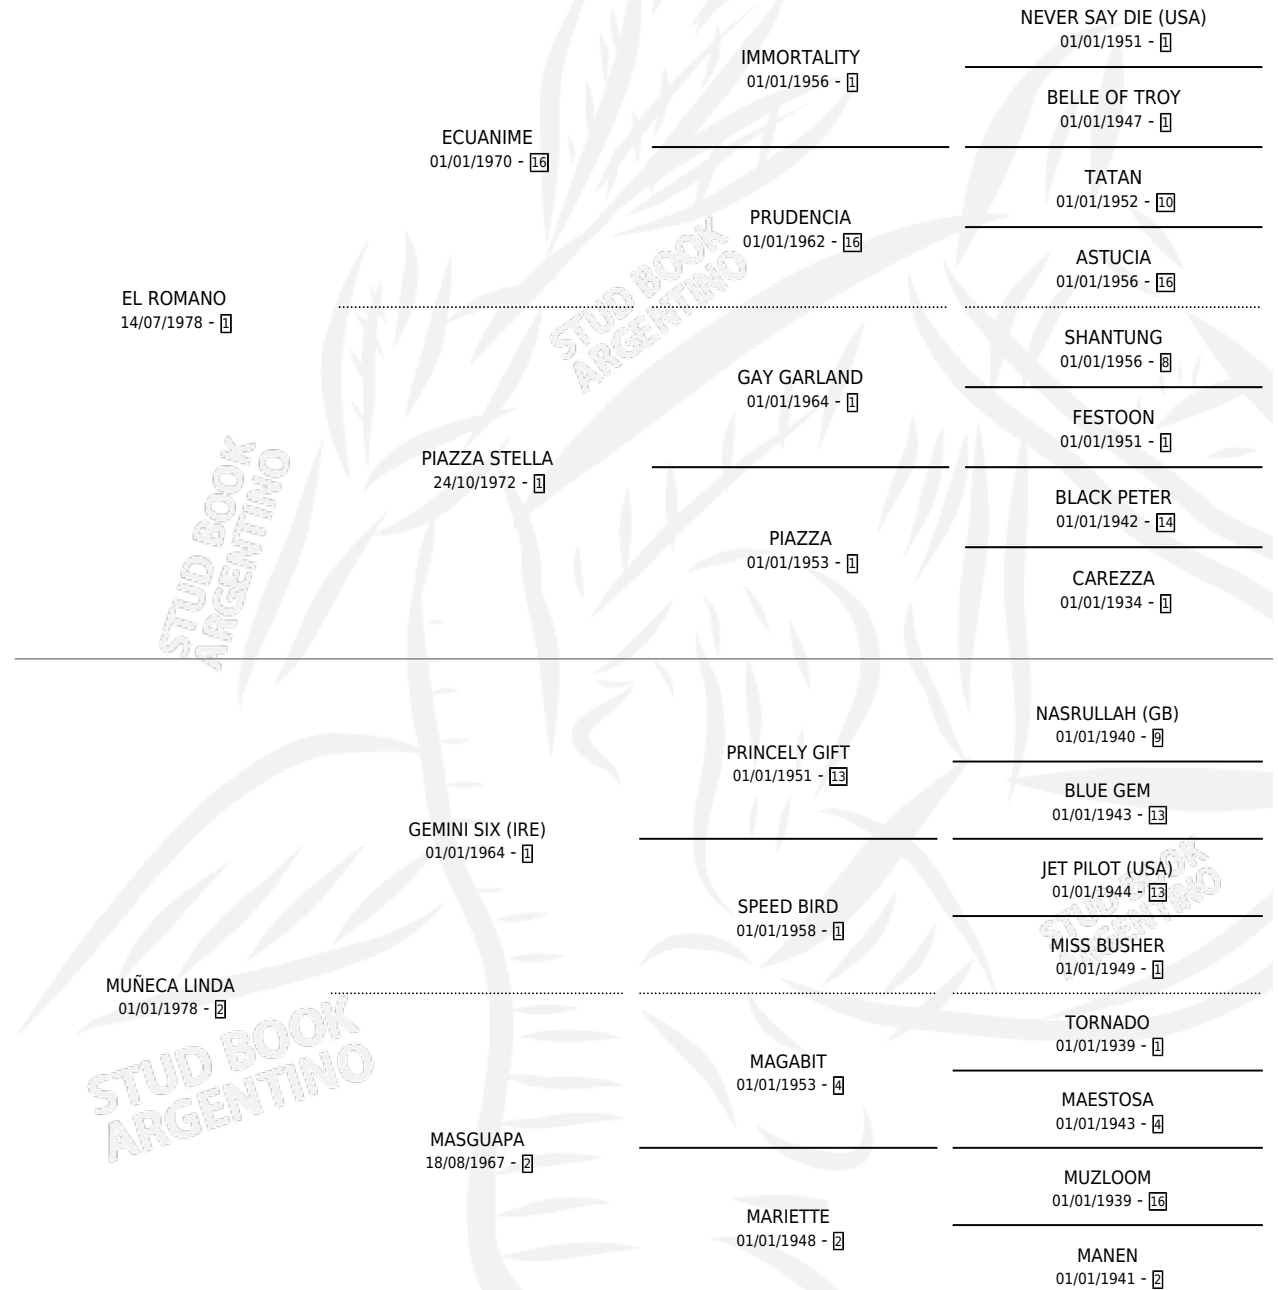 NEVER SAY DIE (USA)
01/01/1951 - 1
IMMORTALITY
01/01/1956 - 1
BELLE OF TROY
01/01/1947 - 1
ECUANIME
01/01/1970 - 16
TATAN
01/01/1952 - 10
PRUDENCIA
01/01/1962 - 16
ASTUCIA
01/01/1956 - 16
EL ROMANO
14/07/1978 - 1
STUD BOOK
ARGENTINO
SHANTUNG
01/01/1956 - 8
GAY GARLAND
01/01/1964 - 1
FESTOON
01/01/1951 - 1
PIAZZA STELLA
24/10/1972 - 1
BLACK PETER
01/01/1942 - 14
PIAZZA
01/01/1953 - 1
CAREZZA
01/01/1934 - 1
STUD BOOK
ARGENTINO
NASRULLAH (GB)
01/01/1940 - 9
PRINCELY GIFT
01/01/1951 - 13
BLUE GEM
01/01/1943 - 13
GEMINI SIX (IRE)
01/01/1964 - 1
JET PILOT (USA)
01/01/1944 - 13
SPEED BIRD
01/01/1958 - 1
STUD BOOK
ARGENTINO
MISS BUSHER
01/01/1949 - 1
MUÑECA LINDA
01/01/1978 - 2
TORNADO
01/01/1939 - 1
STUD BOOK
ARGENTINO
MAGABIT
01/01/1953 - 4
MAESTOSA
01/01/1943 - 4
MASGUAPA
18/08/1967 - 2
MUZLOOM
01/01/1939 - 16
MARIETTE
01/01/1948 - 2
MANEN
01/01/1941 - 2